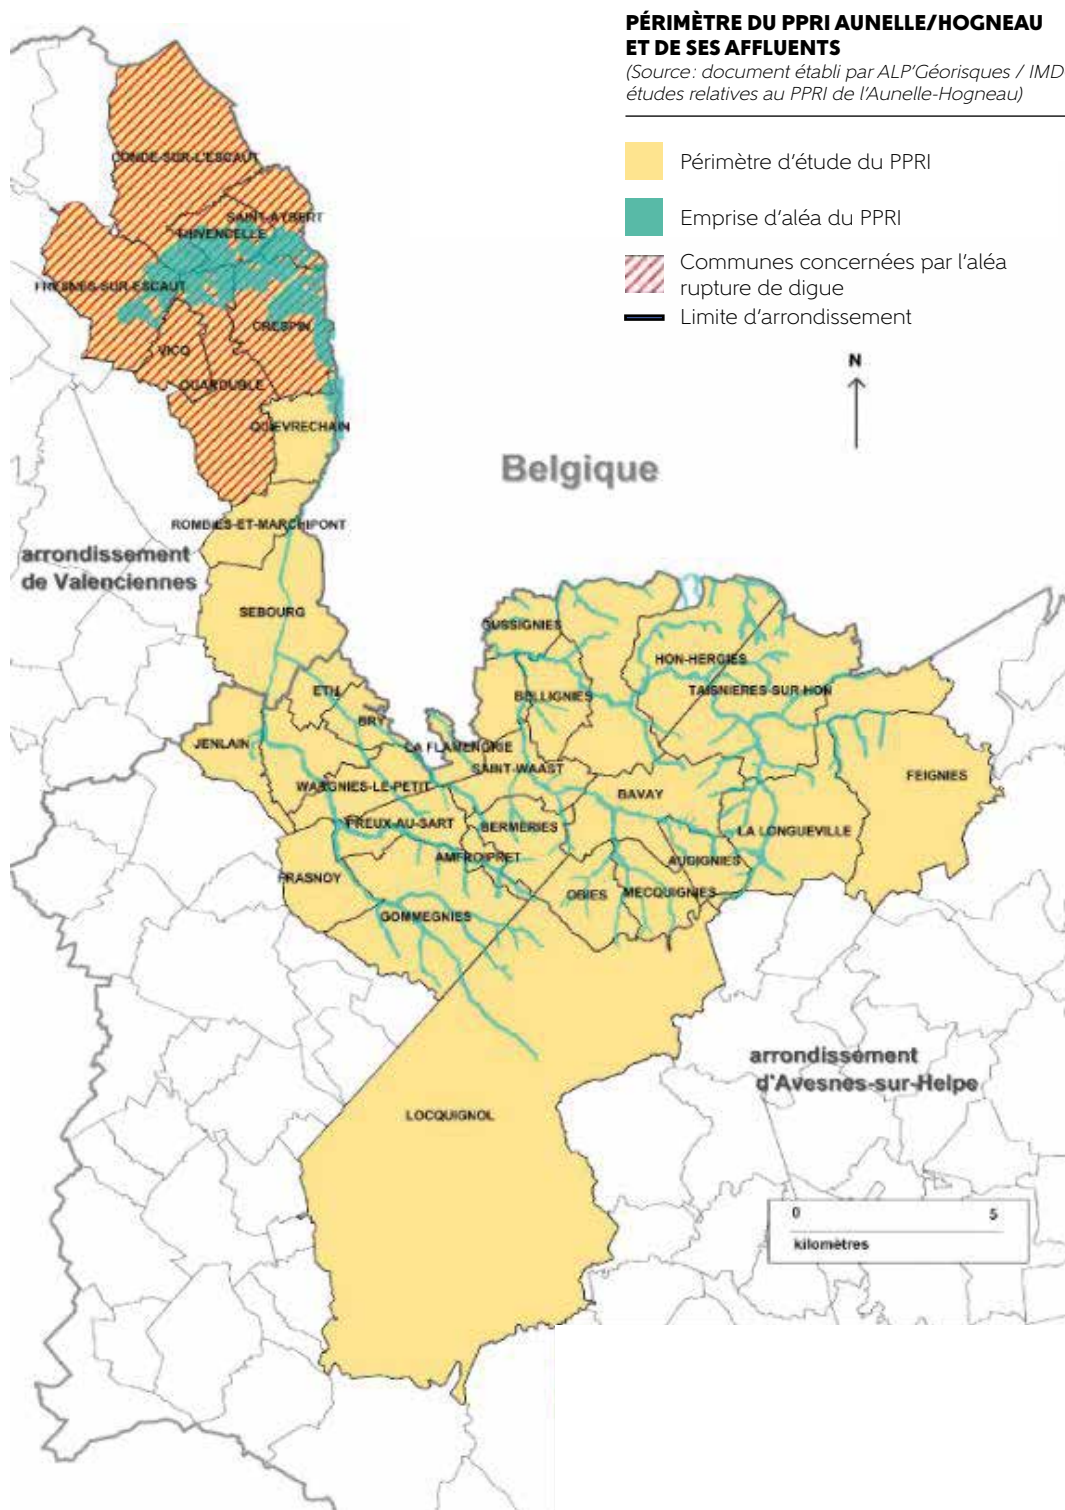 PÉRIMÈTRE DU PPRI AUNELLE/HOGNEAU
ET DE SES AFFLUENTS
(Source: document établi par ALP'Géorisques / IMD
études relatives au PPRI de l'Aunelle-Hogneau)
Périmètre d'étude du PPRI
Emprise d'aléa du PPRI
Communes concernées par l'aléa
rupture de digue
Limite d'arrondissement
N
CONDE-SUR-L'ESCAUT
SAINT-AYBERT
THIVENCELLE
FRESNES-SUR-ESCAUT
CRESPIN
VICQ
QUAROUBLE
QUIEVRECHAIN
Belgique
ROMBIES-ET-MARCHIPONT
arrondissement
de Valenciennes
SEBOURG
GUSSIGNIES
HON-HERGIES
ETH
BELLIGNIES
TAISNIERES-SUR-HON
BRY
JENLAIN
LA FLAMENGRIE
SAINT-WAAST
FEIGNIES
WARGNIES-LE-PETIT
BAVAY
PREUX-AU-SART
BERMERIES
LA LONGUEVILLE
AMFROIPRET
AUDIGNIES
FRASNOY
OBIES
MECQUIGNIES
GOMMEGNIES
arrondissement
d'Avesnes-sur-Helpe
LOCQUIGNOL
0 5
kilomètres